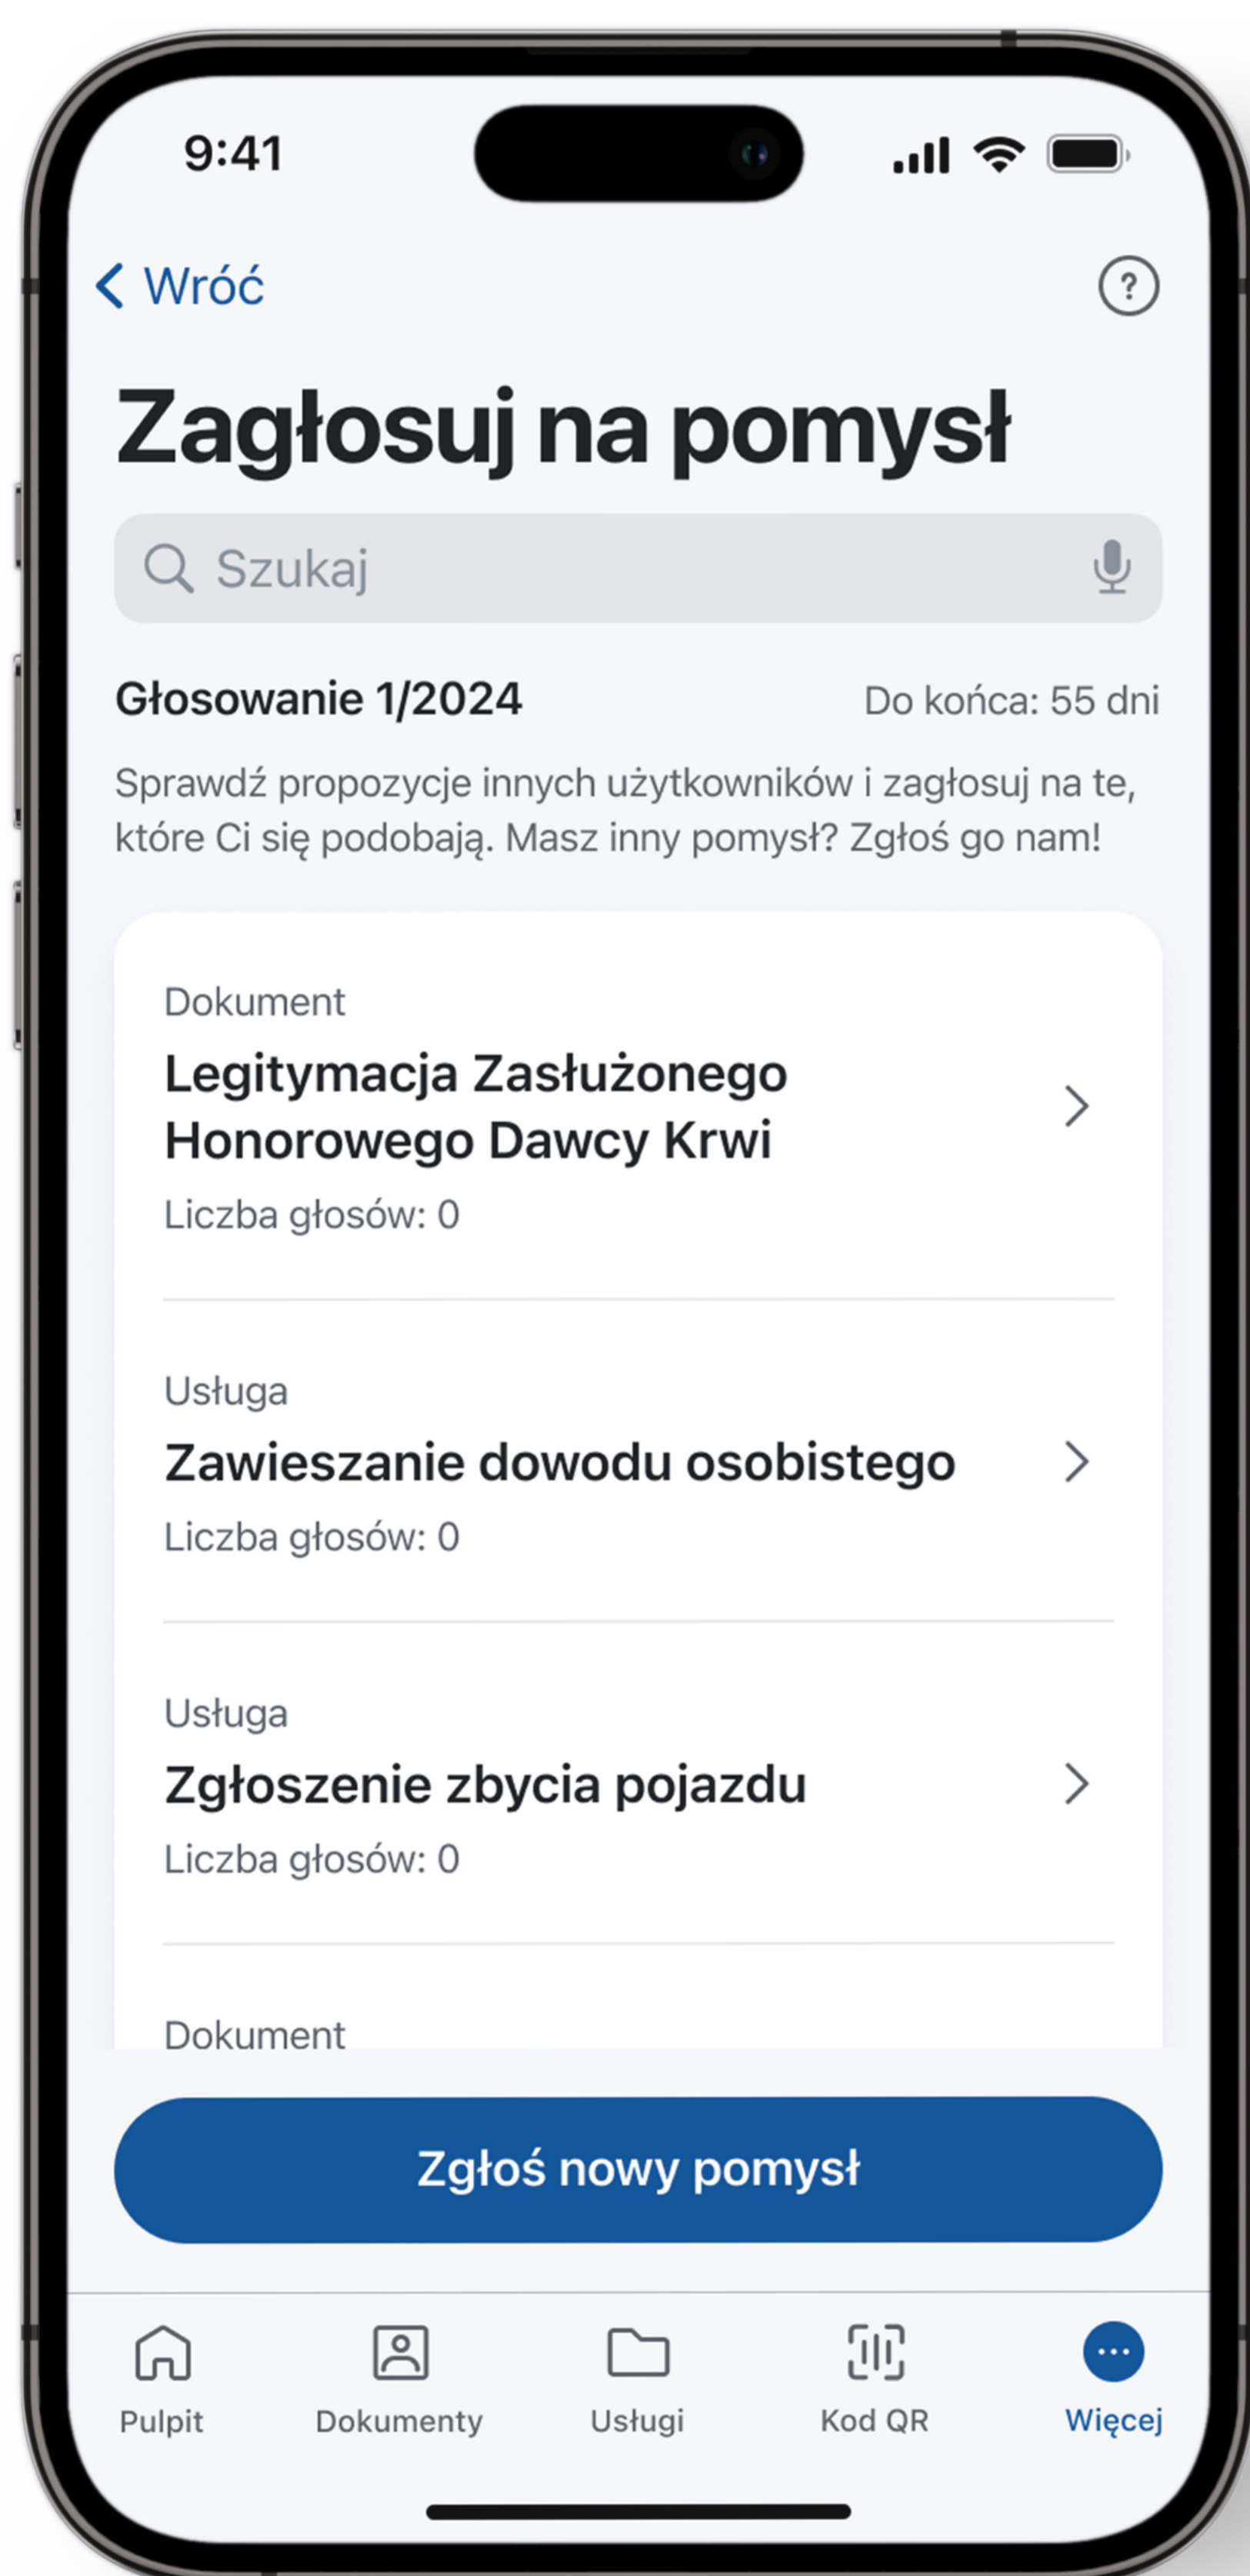 9:41
Wróć
?
Zagłosuj na pomysł
Szukaj
Głosowanie 1/2024
Do końca: 55 dni
Sprawdź propozycje innych użytkowników i zagłosuj na te,
które Ci się podobają. Masz inny pomysł? Zgłoś go nam!
Dokument
Legitymacja Zasłużonego
Honorowego Dawcy Krwi
Liczba głosów: 0
Usługa
Zawieszanie dowodu osobistego
Liczba głosów: 0
Usługa
Zgłoszenie zbycia pojazdu
Liczba głosów: 0
Dokument
Zgłoś nowy pomysł
Pulpit
Dokumenty
Usługi
Kod QR
Więcej